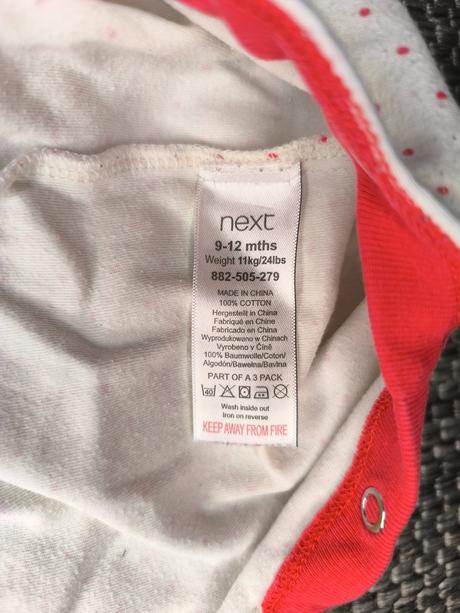 next
9-12 mths
Weight 11kg/24lbs
882-505-279
MADE IN CHINA
100% COTTON
Hergestellt in China
Fabriqué en Chine
Fabricado en China
Wyprodukowano w Chinach
Vyrobeno v Číně
100% Baumwolle/Coton/
Algodón/Bawełna/Bavlna
PART OF A 3 PACK
40
Wash inside out
Iron on reverse
KEEP AWAY FROM FIRE